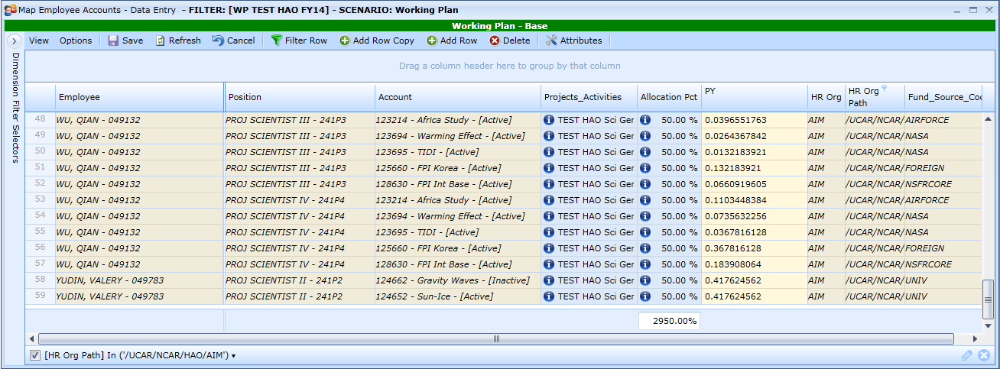 Map Employee Accounts - Data Entry - FILTER: [WP TEST HAO FY14] - SCENARIO: Working Plan
Working Plan - Base
View Options Save Refresh Cancel Filter Row Add Row Copy Add Row Delete Attributes
Dimension Filter Selectors
Drag a column header here to group by that column
Employee Position Account Projects_Activities Allocation Pct PY HR Org HR Org Path Fund_Source_Co
48 WU, QIAN - 049132 PROJ SCIENTIST III - 241P3 123214 - Africa Study - [Active] TEST HAO Sci Ger 50.00 % 0.0396551763 AIM /UCAR/NCAR/ AIRFORCE
49 WU, QIAN - 049132 PROJ SCIENTIST III - 241P3 123694 - Warming Effect - [Active] TEST HAO Sci Ger 50.00 % 0.0264367842 AIM /UCAR/NCAR/ NASA
50 WU, QIAN - 049132 PROJ SCIENTIST III - 241P3 123695 - TIDI - [Active] TEST HAO Sci Ger 50.00 % 0.0132183921 AIM /UCAR/NCAR/ NASA
51 WU, QIAN - 049132 PROJ SCIENTIST III - 241P3 125660 - FPI Korea - [Active] TEST HAO Sci Ger 50.00 % 0.132183921 AIM /UCAR/NCAR/ FOREIGN
52 WU, QIAN - 049132 PROJ SCIENTIST III - 241P3 128630 - FPI Int Base - [Active] TEST HAO Sci Ger 50.00 % 0.0660919605 AIM /UCAR/NCAR/ NSFRCORE
53 WU, QIAN - 049132 PROJ SCIENTIST IV - 241P4 123214 - Africa Study - [Active] TEST HAO Sci Ger 50.00 % 0.1103448384 AIM /UCAR/NCAR/ AIRFORCE
54 WU, QIAN - 049132 PROJ SCIENTIST IV - 241P4 123694 - Warming Effect - [Active] TEST HAO Sci Ger 50.00 % 0.0735632256 AIM /UCAR/NCAR/ NASA
55 WU, QIAN - 049132 PROJ SCIENTIST IV - 241P4 123695 - TIDI - [Active] TEST HAO Sci Ger 50.00 % 0.0367816128 AIM /UCAR/NCAR/ NASA
56 WU, QIAN - 049132 PROJ SCIENTIST IV - 241P4 125660 - FPI Korea - [Active] TEST HAO Sci Ger 50.00 % 0.367816128 AIM /UCAR/NCAR/ FOREIGN
57 WU, QIAN - 049132 PROJ SCIENTIST IV - 241P4 128630 - FPI Int Base - [Active] TEST HAO Sci Ger 50.00 % 0.183908064 AIM /UCAR/NCAR/ NSFRCORE
58 YUDIN, VALERY - 049783 PROJ SCIENTIST II - 241P2 124662 - Gravity Waves - [Inactive] TEST HAO Sci Ger 50.00 % 0.417624562 AIM /UCAR/NCAR/ UNIV
59 YUDIN, VALERY - 049783 PROJ SCIENTIST II - 241P2 124652 - Sun-Ice - [Active] TEST HAO Sci Ger 50.00 % 0.417624562 AIM /UCAR/NCAR/ UNIV
2950.00%
[HR Org Path] In ('/UCAR/NCAR/HAO/AIM')